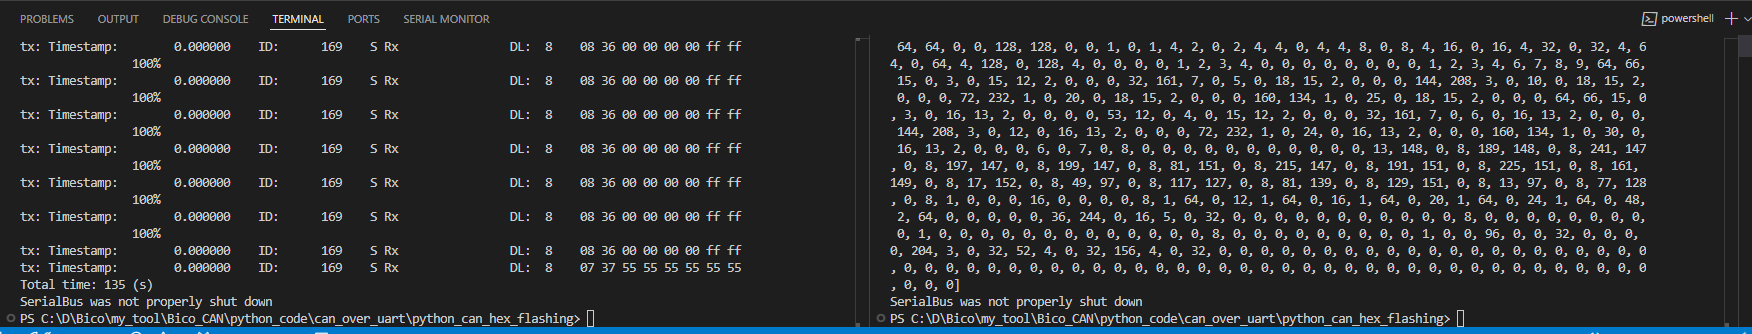 PROBLEMS OUTPUT DEBUG CONSOLE TERMINAL PORTS SERIAL MONITOR powershell
tx: Timestamp: 0.000000 ID: 169 S Rx DL: 8 08 36 00 00 00 00 ff ff
100%
tx: Timestamp: 0.000000 ID: 169 S Rx DL: 8 08 36 00 00 00 00 ff ff
100%
tx: Timestamp: 0.000000 ID: 169 S Rx DL: 8 08 36 00 00 00 00 ff ff
100%
tx: Timestamp: 0.000000 ID: 169 S Rx DL: 8 08 36 00 00 00 00 ff ff
100%
tx: Timestamp: 0.000000 ID: 169 S Rx DL: 8 08 36 00 00 00 00 ff ff
100%
tx: Timestamp: 0.000000 ID: 169 S Rx DL: 8 08 36 00 00 00 00 ff ff
100%
tx: Timestamp: 0.000000 ID: 169 S Rx DL: 8 08 36 00 00 00 00 ff ff
tx: Timestamp: 0.000000 ID: 169 S Rx DL: 8 07 37 55 55 55 55 55 55
Total time: 135 (s)
SerialBus was not properly shut down
PS C:\D\Bico\my_tool\Bico_CAN\python_code\can_over_uart\python_can_hex_flashing>
64, 64, 0, 0, 128, 128, 0, 0, 1, 0, 1, 4, 2, 0, 2, 4, 4, 0, 4, 4, 8, 0, 8, 4, 16, 0, 16, 4, 32, 0, 32, 4, 6
4, 0, 64, 4, 128, 0, 128, 4, 0, 0, 0, 0, 1, 2, 3, 4, 0, 0, 0, 0, 0, 0, 0, 0, 1, 2, 3, 4, 6, 7, 8, 9, 64, 66,
15, 0, 3, 0, 15, 12, 2, 0, 0, 0, 32, 161, 7, 0, 5, 0, 18, 15, 2, 0, 0, 0, 144, 208, 3, 0, 10, 0, 18, 15, 2,
0, 0, 0, 72, 232, 1, 0, 20, 0, 18, 15, 2, 0, 0, 0, 160, 134, 1, 0, 25, 0, 18, 15, 2, 0, 0, 0, 64, 66, 15, 0
, 3, 0, 16, 13, 2, 0, 0, 0, 0, 53, 12, 0, 4, 0, 15, 12, 2, 0, 0, 0, 32, 161, 7, 0, 6, 0, 16, 13, 2, 0, 0, 0,
144, 208, 3, 0, 12, 0, 16, 13, 2, 0, 0, 0, 72, 232, 1, 0, 24, 0, 16, 13, 2, 0, 0, 0, 160, 134, 1, 0, 30, 0,
16, 13, 2, 0, 0, 0, 6, 0, 7, 0, 8, 0, 0, 0, 0, 0, 0, 0, 0, 0, 0, 0, 13, 148, 0, 8, 189, 148, 0, 8, 241, 147
, 0, 8, 197, 147, 0, 8, 199, 147, 0, 8, 81, 151, 0, 8, 215, 147, 0, 8, 191, 151, 0, 8, 225, 151, 0, 8, 161,
149, 0, 8, 17, 152, 0, 8, 49, 97, 0, 8, 117, 127, 0, 8, 81, 139, 0, 8, 129, 151, 0, 8, 13, 97, 0, 8, 77, 128
, 0, 8, 1, 0, 0, 0, 16, 0, 0, 0, 0, 8, 1, 64, 0, 12, 1, 64, 0, 16, 1, 64, 0, 20, 1, 64, 0, 24, 1, 64, 0, 48,
2, 64, 0, 0, 0, 0, 0, 36, 244, 0, 16, 5, 0, 32, 0, 0, 0, 0, 0, 0, 0, 0, 0, 0, 0, 0, 8, 0, 0, 0, 0, 0, 0, 0,
0, 1, 0, 0, 0, 0, 0, 0, 0, 0, 0, 0, 0, 0, 8, 0, 0, 0, 0, 0, 0, 0, 0, 0, 1, 0, 0, 96, 0, 0, 32, 0, 0, 0,
0, 204, 3, 0, 32, 52, 4, 0, 32, 156, 4, 0, 32, 0, 0, 0, 0, 0, 0, 0, 0, 0, 0, 0, 0, 0, 0, 0, 0, 0, 0, 0, 0
, 0, 0, 0, 0, 0, 0, 0, 0, 0, 0, 0, 0, 0, 0, 0, 0, 0, 0, 0, 0, 0, 0, 0, 0, 0, 0, 0, 0, 0, 0, 0, 0, 0, 0, 0, 0
, 0, 0, 0]
SerialBus was not properly shut down
PS C:\D\Bico\my_tool\Bico_CAN\python_code\can_over_uart\python_can_hex_flashing>